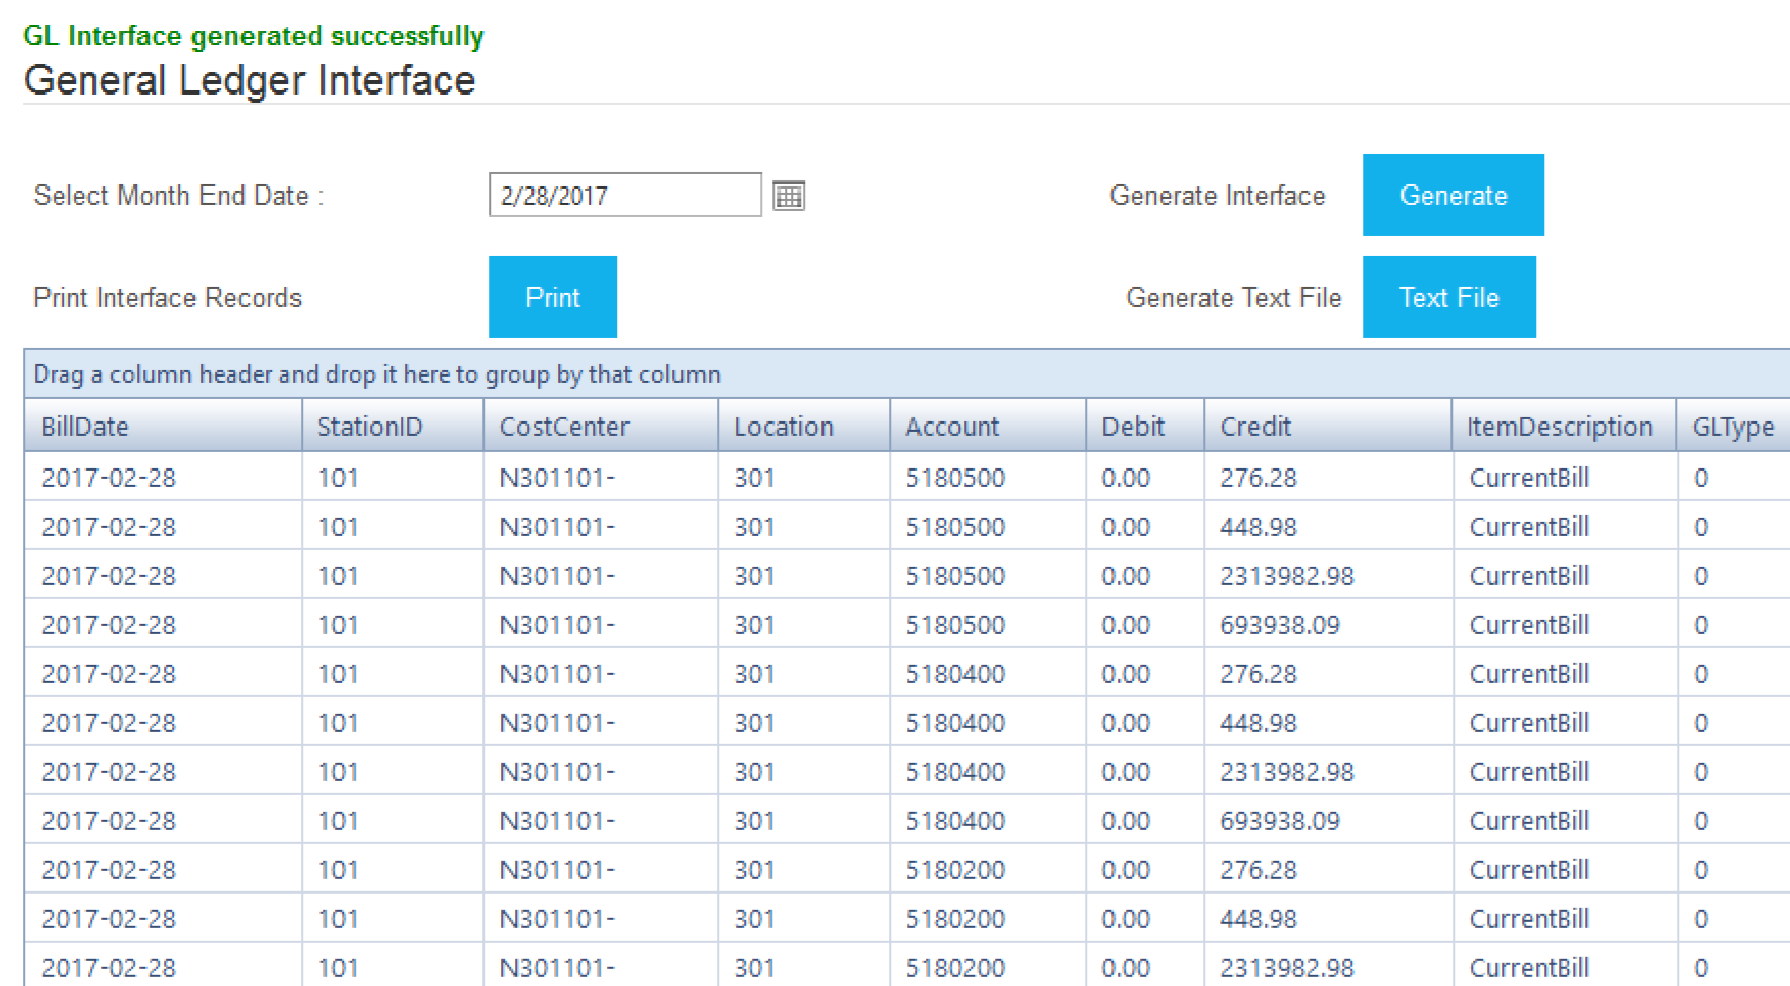 GL Interface generated successfully
General Ledger Interface
Select Month End Date : 2/28/2017 Generate Interface Generate
Print Interface Records Print Generate Text File Text File
Drag a column header and drop it here to group by that column
BillDate StationID CostCenter Location Account Debit Credit ItemDescription GLType
2017-02-28 101 N301101- 301 5180500 0.00 276.28 CurrentBill 0
2017-02-28 101 N301101- 301 5180500 0.00 448.98 CurrentBill 0
2017-02-28 101 N301101- 301 5180500 0.00 2313982.98 CurrentBill 0
2017-02-28 101 N301101- 301 5180500 0.00 693938.09 CurrentBill 0
2017-02-28 101 N301101- 301 5180400 0.00 276.28 CurrentBill 0
2017-02-28 101 N301101- 301 5180400 0.00 448.98 CurrentBill 0
2017-02-28 101 N301101- 301 5180400 0.00 2313982.98 CurrentBill 0
2017-02-28 101 N301101- 301 5180400 0.00 693938.09 CurrentBill 0
2017-02-28 101 N301101- 301 5180200 0.00 276.28 CurrentBill 0
2017-02-28 101 N301101- 301 5180200 0.00 448.98 CurrentBill 0
2017-02-28 101 N301101- 301 5180200 0.00 2313982.98 CurrentBill 0